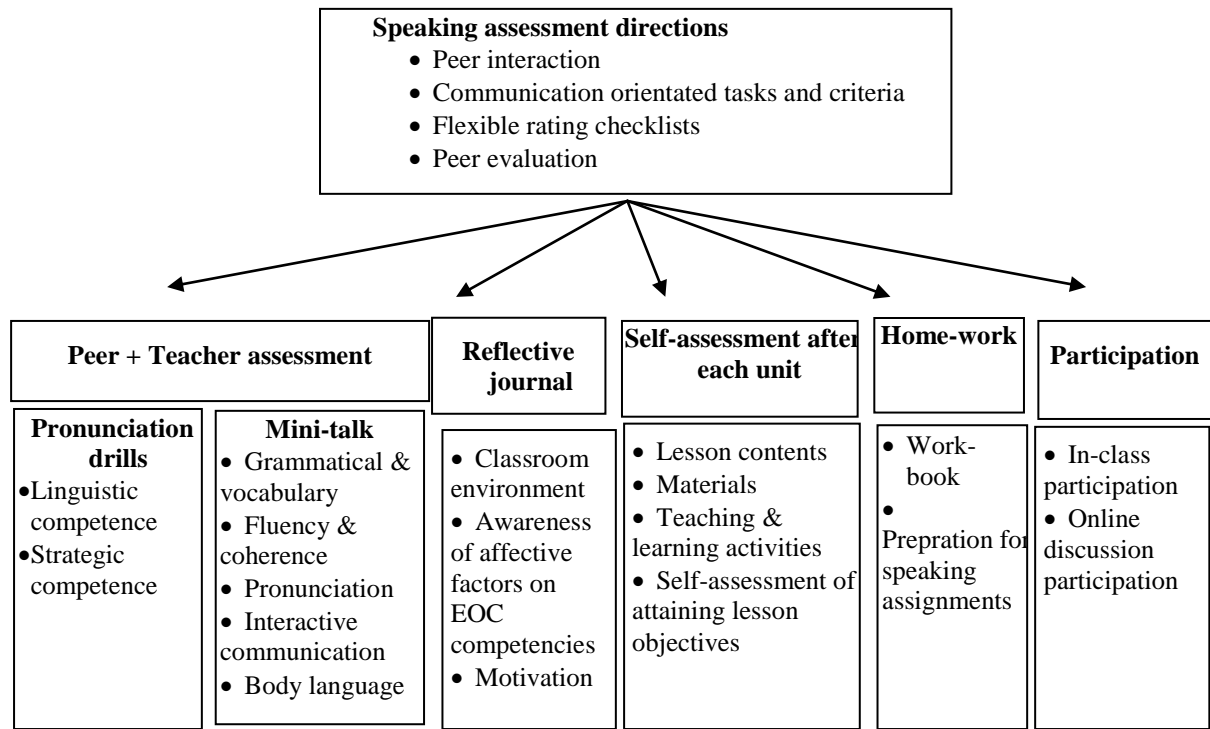 Speaking assessment directions
• Peer interaction
• Communication orientated tasks and criteria
• Flexible rating checklists
• Peer evaluation
Peer + Teacher assessment
Pronunciation
drills
•Linguistic
competence
•Strategic
competence
Mini-talk
• Grammatical &
vocabulary
• Fluency &
coherence
• Pronunciation
• Interactive
communication
• Body language
Reflective
journal
• Classroom
environment
• Awareness
of affective
factors on
EOC
competencies
• Motivation
Self-assessment after
each unit
• Lesson contents
• Materials
• Teaching &
learning activities
• Self-assessment of
attaining lesson
objectives
Home-work
• Work-
book
•
Prepration for
speaking
assignments
Participation
• In-class
participation
• Online
discussion
participation